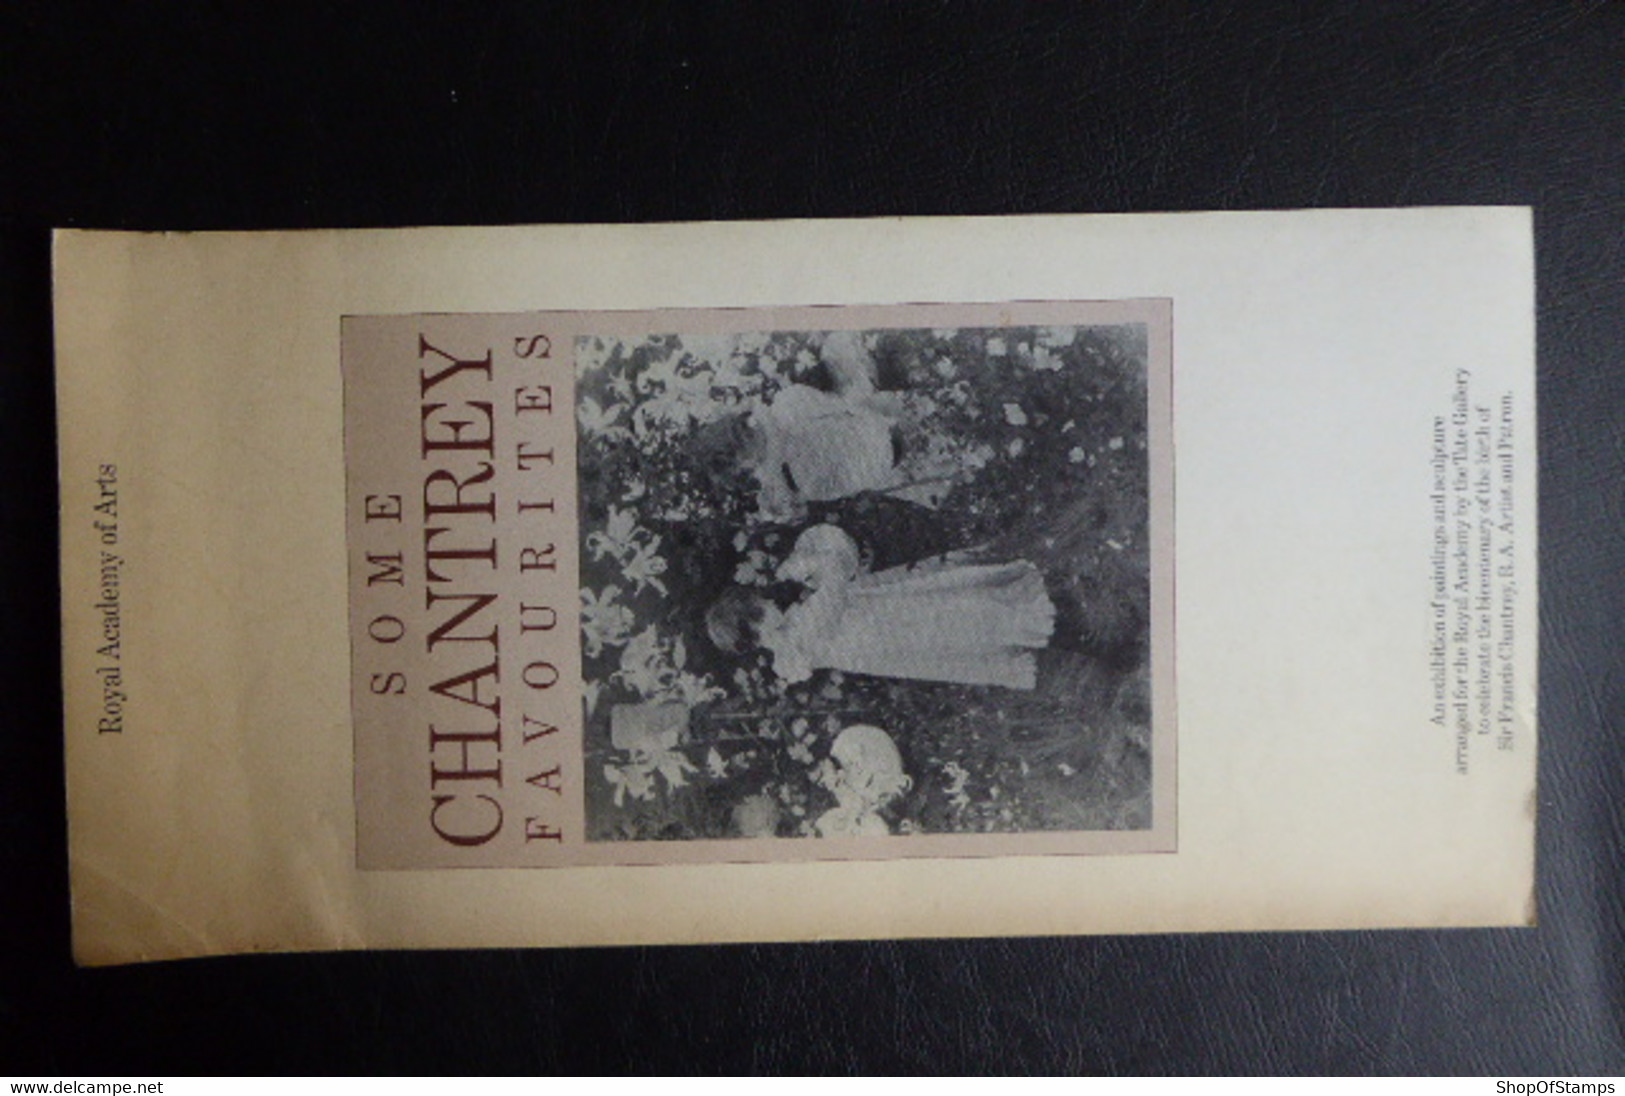 Royal Academy of Arts
SOME
CHANTREY
FAVOURITES
An exhibition of paintings and sculpture
arranged for the Royal Academy by the Tate Gallery
to celebrate the bicentenary of the birth of
Sir Francis Chantrey, R. A. Artist and Patron.
www.delcampe.net
ShopOfStamps